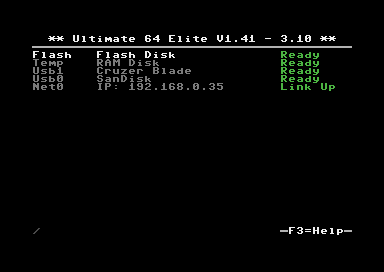 ** Ultimate 64 Elite V1.41 - 3.10 **
Flash Flash Disk Ready
Temp RAM Disk Ready
Usb1 Cruzer Blade Ready
Usb0 SanDisk Ready
Net0 IP: 192.168.0.35 Link Up
/ F3=Help